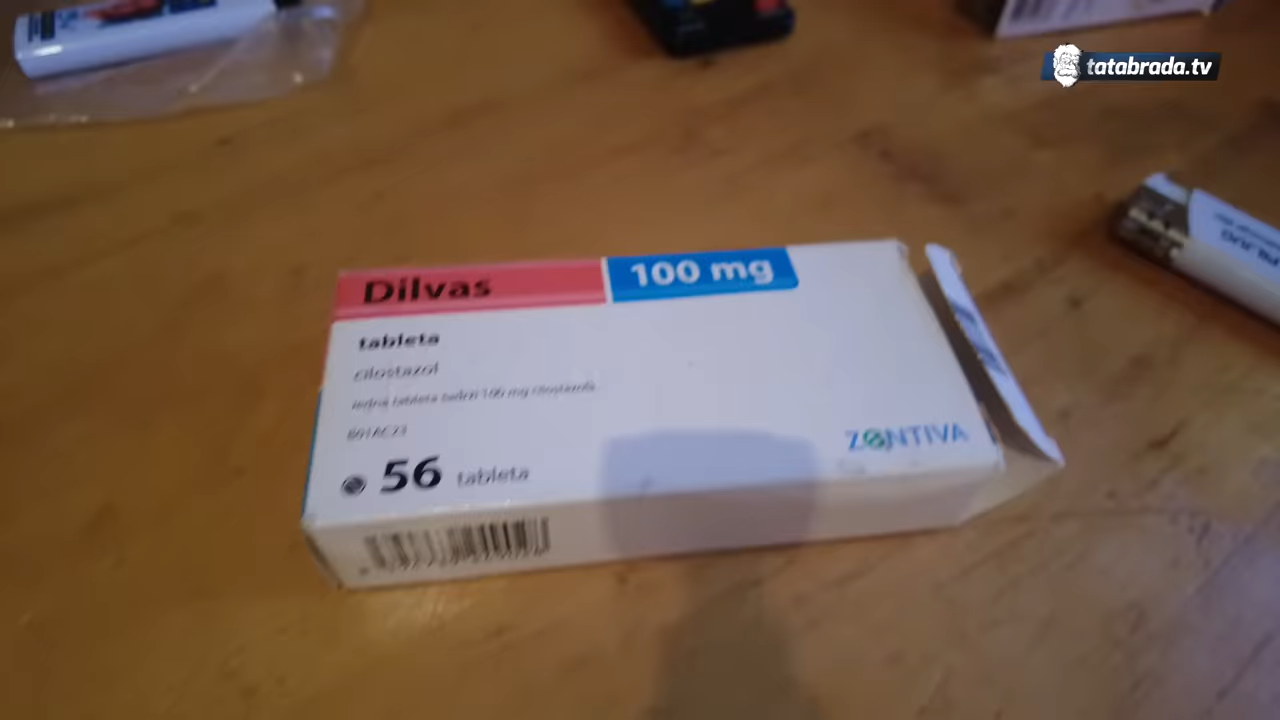 tatabrada.tv
Dilvas
100 mg
tableta
cilostazol
jedna tableta sadrži 100 mg cilostazola
B01AC23
56 tableta
ZENTIVA